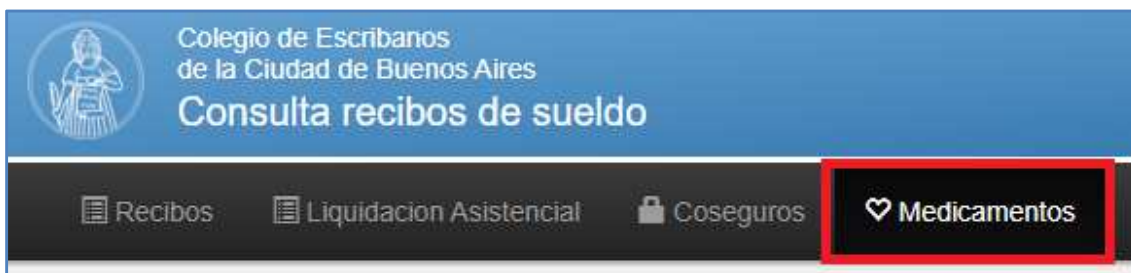 Colegio de Escribanos
de la Ciudad de Buenos Aires
Consulta recibos de sueldo
Recibos Liquidacion Asistencial Coseguros Medicamentos